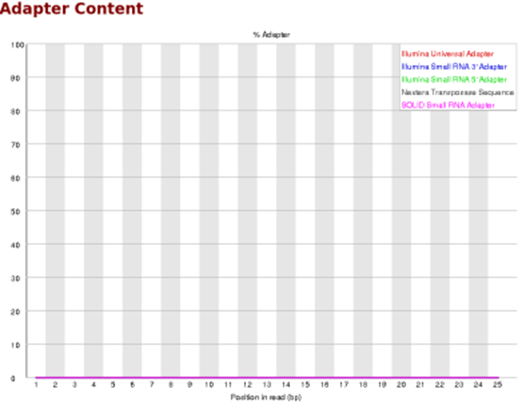 Adapter Content
% Adapter
Illumina Universal Adapter
Illumina Small RNA 3' Adapter
Illumina Small RNA 5' Adapter
Nextera Transposase Sequence
SOLID Small RNA Adapter
100
90
80
70
60
50
40
30
20
10
0
1 2 3 4 5 6 7 8 9 10 11 12 13 14 15 16 17 18 19 20 21 22 23 24 25
Position in read (bp)